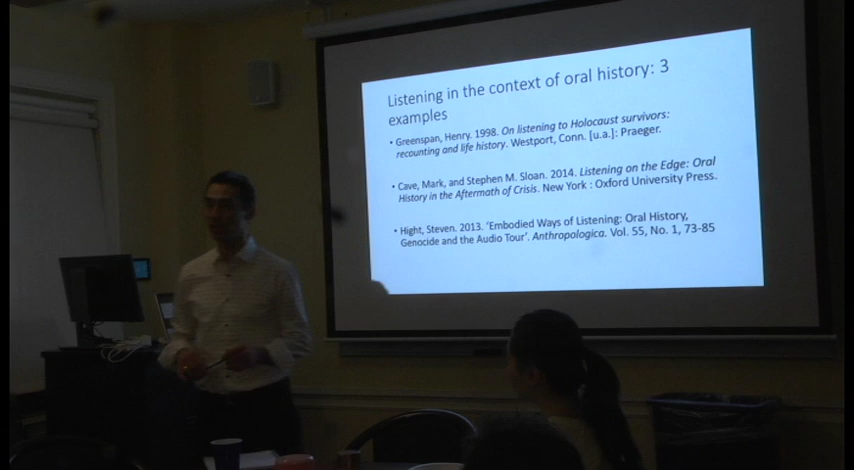 Listening in the context of oral history: 3
examples
• Greenspan, Henry. 1998. On listening to Holocaust survivors:
recounting and life history. Westport, Conn. [u.a.]: Praeger.
• Cave, Mark, and Stephen M. Sloan. 2014. Listening on the Edge: Oral
History in the Aftermath of Crisis. New York : Oxford University Press.
• Hight, Steven. 2013. ‘Embodied Ways of Listening: Oral History,
Genocide and the Audio Tour’. Anthropologica. Vol. 55, No. 1, 73-85